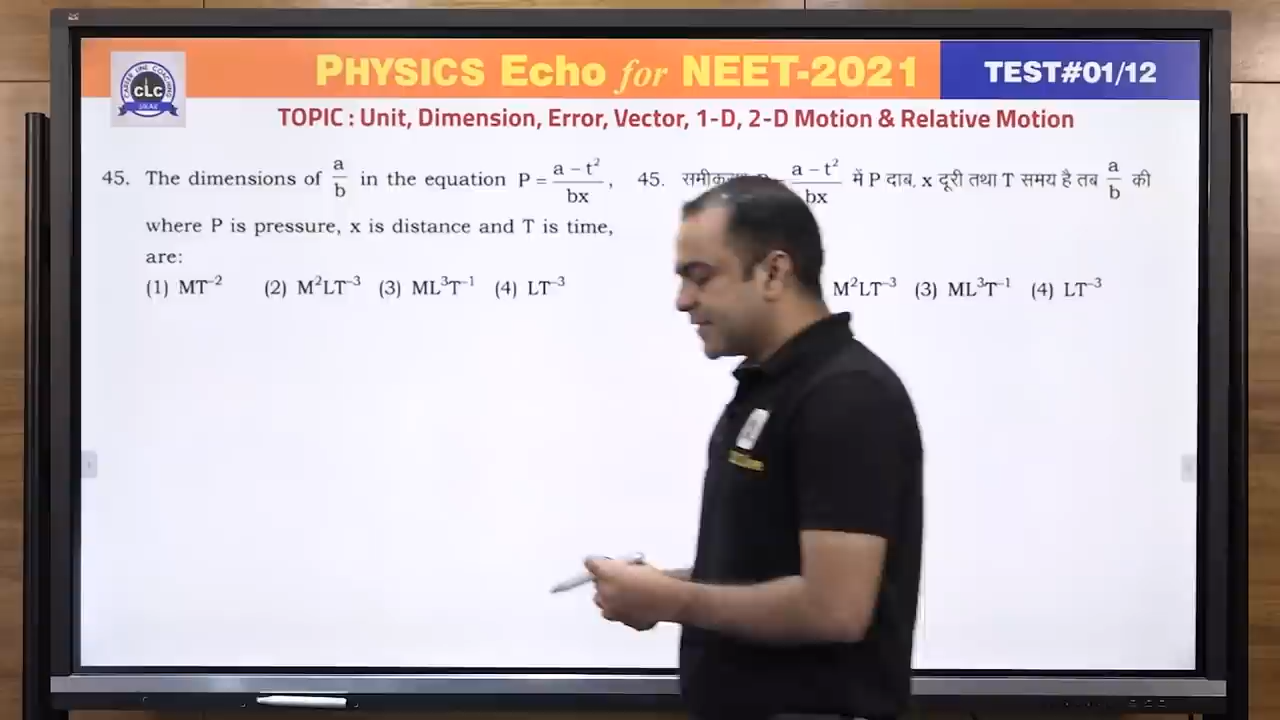 PHYSICS Echo for NEET-2021
TEST#01/12
CLC
TOPIC : Unit, Dimension, Error, Vector, 1-D, 2-D Motion & Relative Motion
45. The dimensions of a/b in the equation P = (a – t²)/(bx),
where P is pressure, x is distance and T is time,
are:
(1) MT⁻² (2) M²LT⁻³ (3) ML³T⁻¹ (4) LT⁻³
45. (a – t²)/(bx) में P दाब, x दूरी तथा T समय है तब a/b की
M²LT⁻³ (3) ML³T⁻¹ (4) LT⁻³